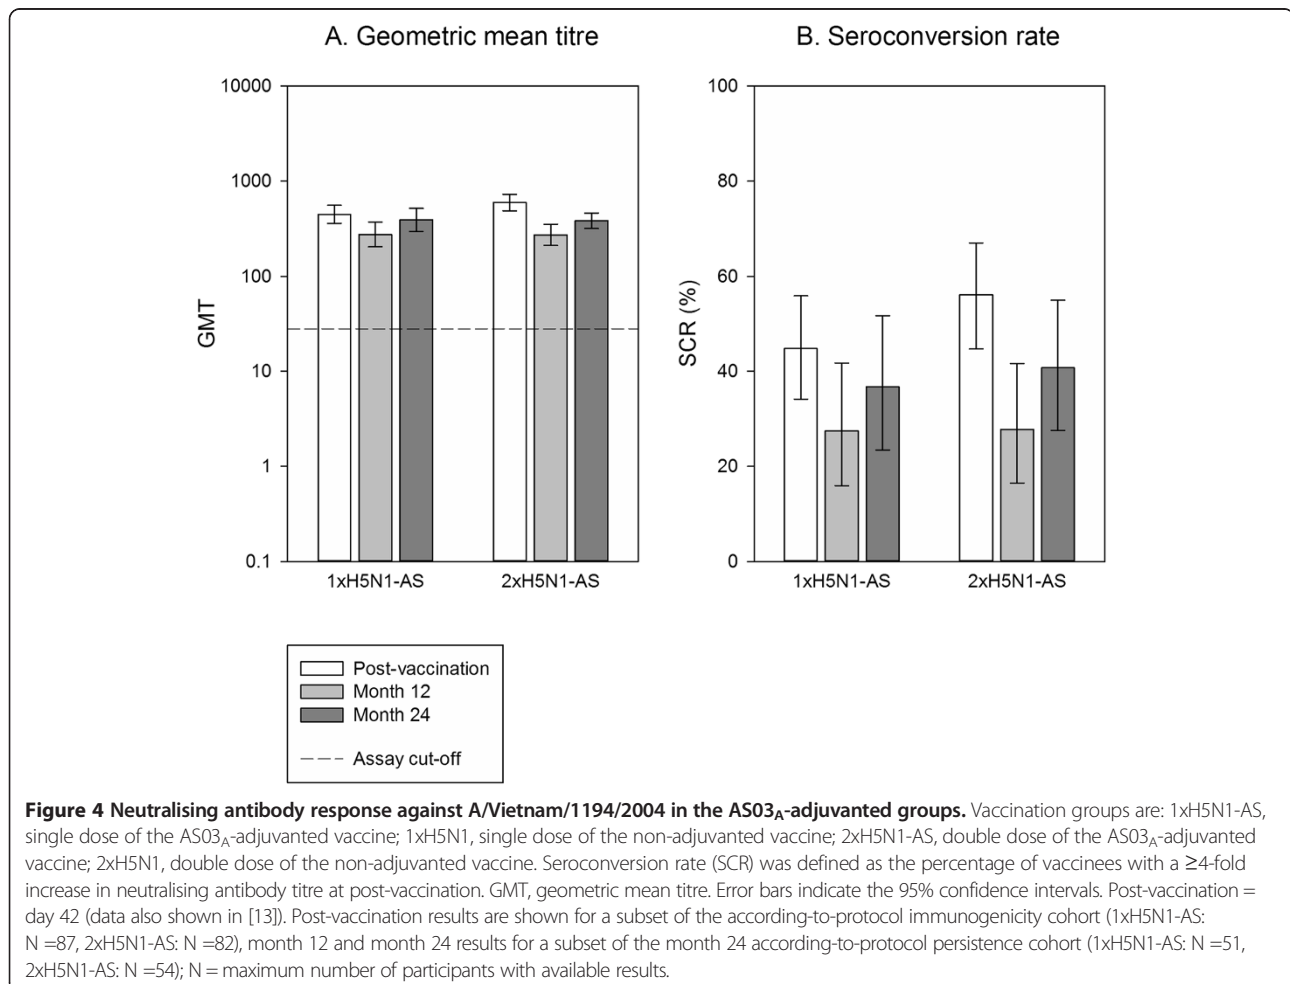 A. Geometric mean titre
B. Seroconversion rate
10000
1000
100
10
1
0.1
GMT
1xH5N1-AS
2xH5N1-AS
100
80
60
40
20
0
SCR (%)
1xH5N1-AS
2xH5N1-AS
Post-vaccination
Month 12
Month 24
Assay cut-off
Figure 4 Neutralising antibody response against A/Vietnam/1194/2004 in the AS03A-adjuvanted groups. Vaccination groups are: 1xH5N1-AS,
single dose of the AS03A-adjuvanted vaccine; 1xH5N1, single dose of the non-adjuvanted vaccine; 2xH5N1-AS, double dose of the AS03A-adjuvanted
vaccine; 2xH5N1, double dose of the non-adjuvanted vaccine. Seroconversion rate (SCR) was defined as the percentage of vaccinees with a ≥4-fold
increase in neutralising antibody titre at post-vaccination. GMT, geometric mean titre. Error bars indicate the 95% confidence intervals. Post-vaccination =
day 42 (data also shown in [13]). Post-vaccination results are shown for a subset of the according-to-protocol immunogenicity cohort (1xH5N1-AS:
N =87, 2xH5N1-AS: N =82), month 12 and month 24 results for a subset of the month 24 according-to-protocol persistence cohort (1xH5N1-AS: N =51,
2xH5N1-AS: N =54); N = maximum number of participants with available results.